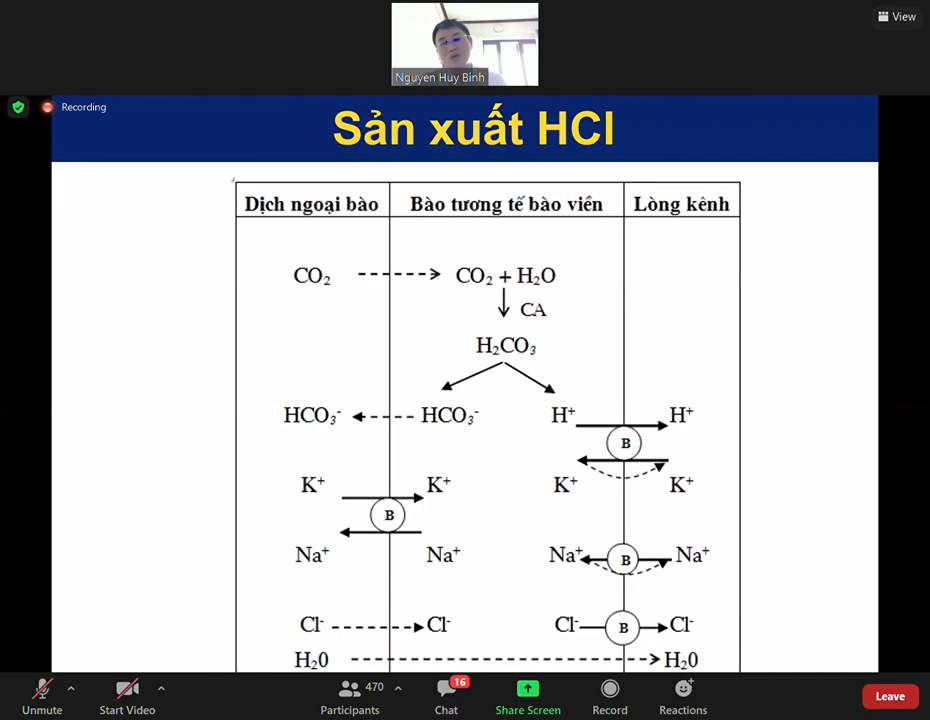 View
Nguyen Huy Binh
Recording
Sản xuất HCl
Dịch ngoại bào Bào tương tế bào viền Lòng kênh
CO₂ CO₂ + H₂O
CA
H₂CO₃
HCO₃⁻ HCO₃⁻ H⁺ H⁺
B
K⁺ K⁺ K⁺ K⁺
B
Na⁺ Na⁺ Na⁺ B Na⁺
Cl⁻ Cl⁻ Cl⁻ B Cl⁻
H₂0 H₂0
470 16
Unmute Start Video Participants Chat Share Screen Record Reactions Leave